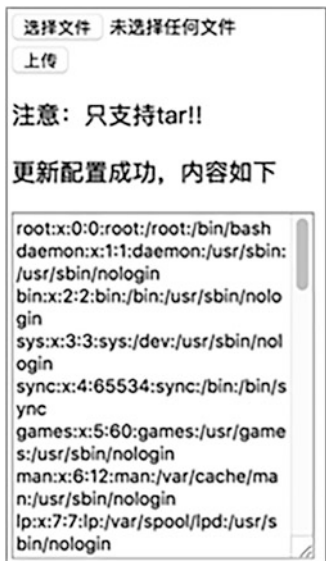 选择文件 未选择任何文件
上传
注意：只支持tar!!
更新配置成功，内容如下
root:x:0:0:root:/root:/bin/bash
daemon:x:1:1:daemon:/usr/sbin:
/usr/sbin/nologin
bin:x:2:2:bin:/bin:/usr/sbin/nolo
gin
sys:x:3:3:sys:/dev:/usr/sbin/nol
ogin
sync:x:4:65534:sync:/bin:/bin/s
ync
games:x:5:60:games:/usr/game
s:/usr/sbin/nologin
man:x:6:12:man:/var/cache/ma
n:/usr/sbin/nologin
lp:x:7:7:lp:/var/spool/lpd:/usr/s
bin/nologin